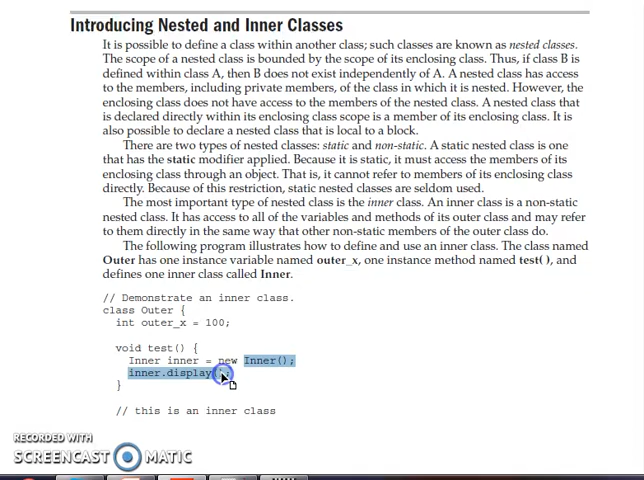 Introducing Nested and Inner Classes
It is possible to define a class within another class; such classes are known as nested classes.
The scope of a nested class is bounded by the scope of its enclosing class. Thus, if class B is
defined within class A, then B does not exist independently of A. A nested class has access
to the members, including private members, of the class in which it is nested. However, the
enclosing class does not have access to the members of the nested class. A nested class that
is declared directly within its enclosing class scope is a member of its enclosing class. It is
also possible to declare a nested class that is local to a block.
There are two types of nested classes: static and non-static. A static nested class is one
that has the static modifier applied. Because it is static, it must access the members of its
enclosing class through an object. That is, it cannot refer to members of its enclosing class
directly. Because of this restriction, static nested classes are seldom used.
The most important type of nested class is the inner class. An inner class is a non-static
nested class. It has access to all of the variables and methods of its outer class and may refer
to them directly in the same way that other non-static members of the outer class do.
The following program illustrates how to define and use an inner class. The class named
Outer has one instance variable named outer_x, one instance method named test( ), and
defines one inner class called Inner.
// Demonstrate an inner class.
class Outer {
int outer_x = 100;
void test() {
Inner inner = new Inner();
inner.display();
}
// this is an inner class
RECORDED WITH
SCREENCAST MATIC